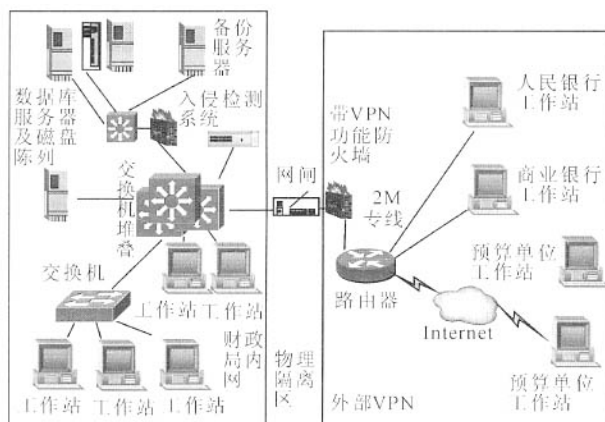 备份
服务
器
数据库
服务器
及磁盘
陈列
入侵检测
系统
交换
机堆
叠
交换机
工作站
工作站
财政
局内
网
工作站
工作站
工作站
网间
物理
隔离
区
带VPN
功能防
火墙
2M
专线
路由器
Internet
人民银行
工作站
商业银行
工作站
预算单位
工作站
预算单位
工作站
外部VPN